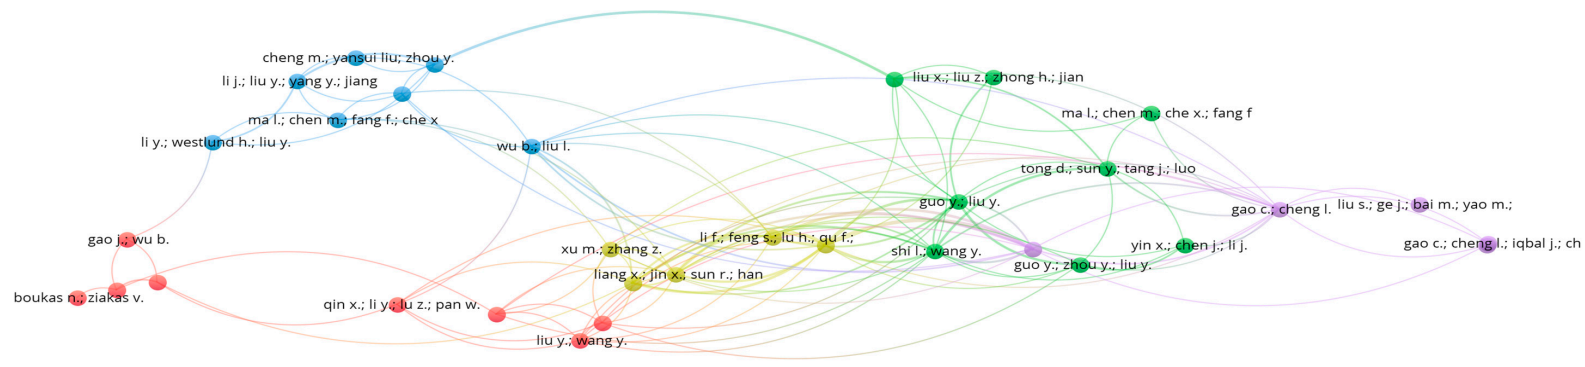 cheng m.; yansui liu; zhou y.
li j.; liu y.; yang y.; jiang
liu x.; liu z.; zhong h.; jian
ma l.; chen m.; fang f.; che x
ma l.; chen m.; che x.; fang f
li y.; westlund h.; liu y.
wu b.; liu l.
tong d.; sun y.; tang j.; luo
guo y.; liu y.
gao c.; cheng l.
liu s.; ge j.; bai m.; yao m.;
gao j.; wu b.
li f.; feng s.; lu h.; qu f.;
xu m.; zhang z.
shi l.; wang y.
yin x.; chen j.; li j.
gao c.; cheng l.; iqbal j.; ch
guo y.; zhou y.; liu y.
liang x.; jin x.; sun r.; han
boukas n.; ziakas v.
qin x.; li y.; lu z.; pan w.
liu y.; wang y.